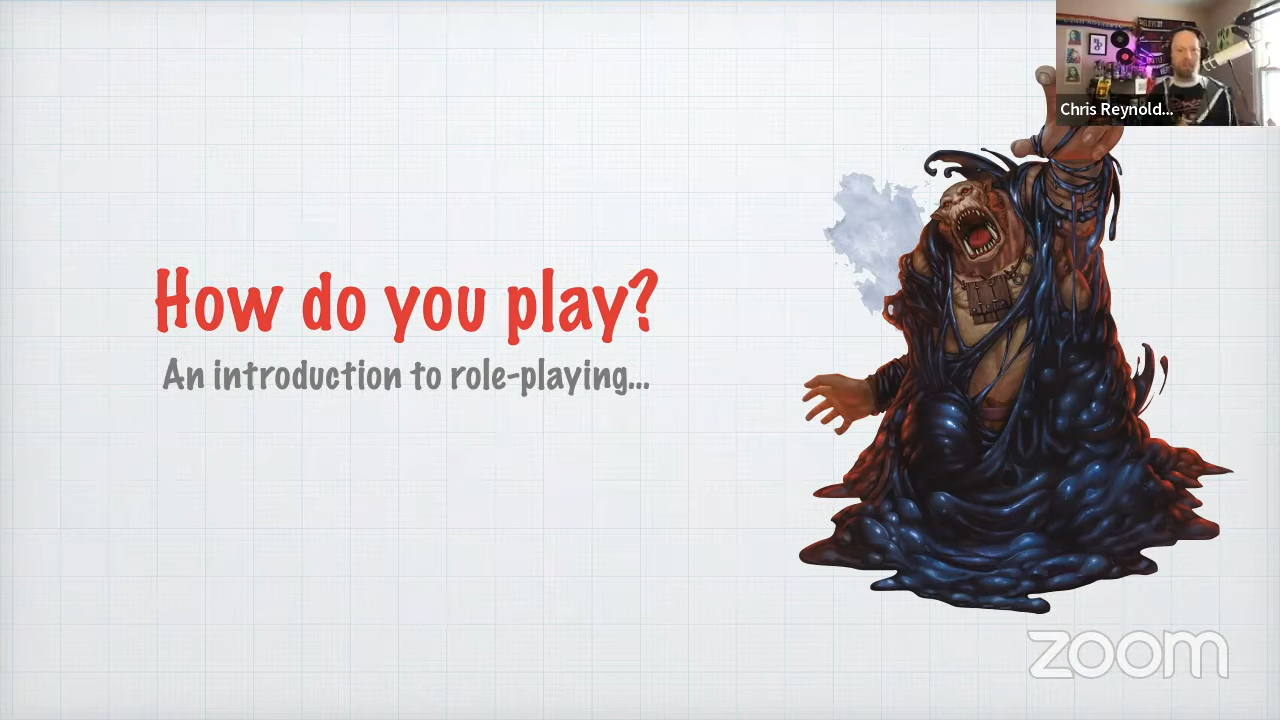 How do you play?
An introduction to role-playing...
Chris Reynold...
zoom